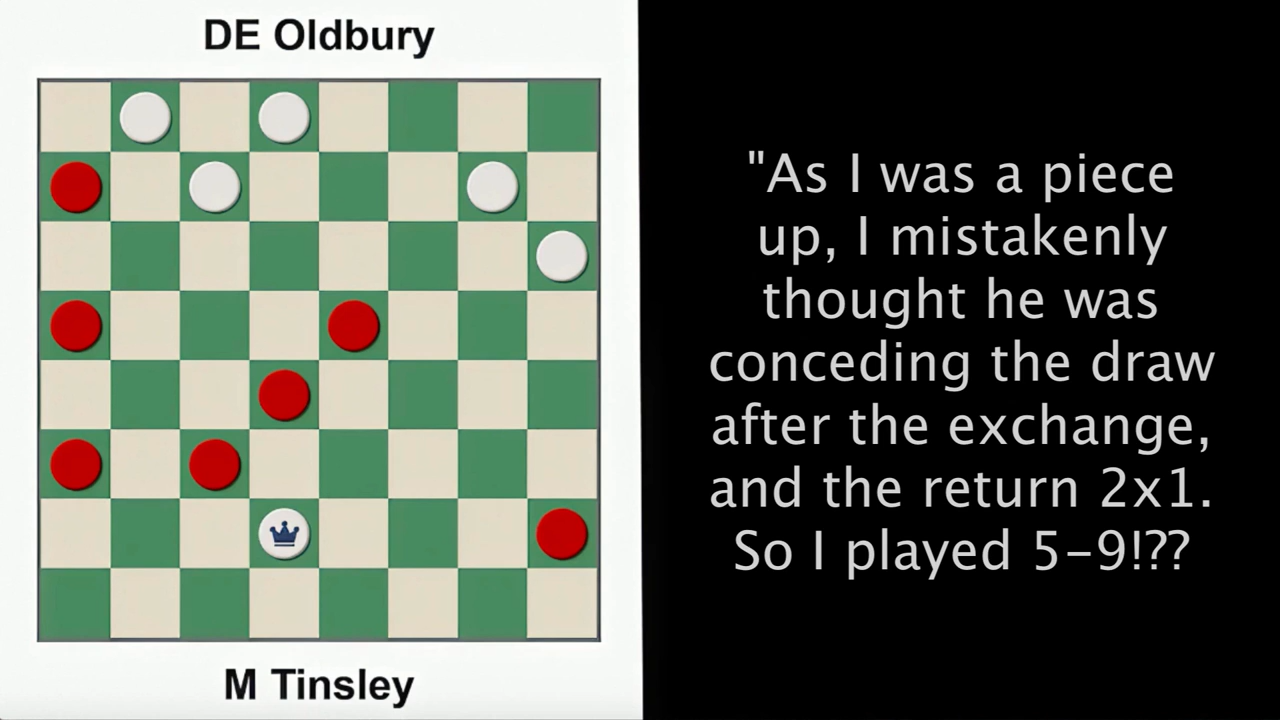 DE Oldbury
M Tinsley
"As I was a piece
up, I mistakenly
thought he was
conceding the draw
after the exchange,
and the return 2x1.
So I played 5–9!??